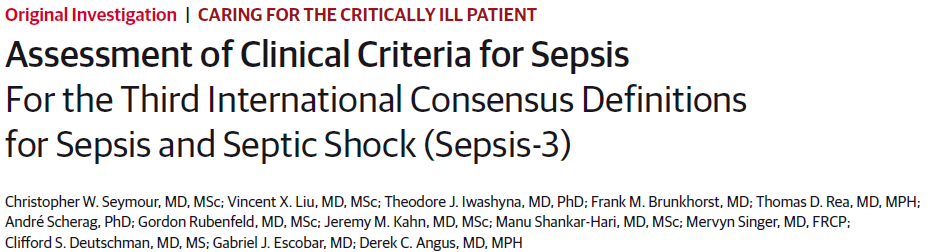 Original Investigation | CARING FOR THE CRITICALLY ILL PATIENT
Assessment of Clinical Criteria for Sepsis
For the Third International Consensus Definitions
for Sepsis and Septic Shock (Sepsis-3)
Christopher W. Seymour, MD, MSc; Vincent X. Liu, MD, MSc; Theodore J. Iwashyna, MD, PhD; Frank M. Brunkhorst, MD; Thomas D. Rea, MD, MPH;
André Scherag, PhD; Gordon Rubenfeld, MD, MSc; Jeremy M. Kahn, MD, MSc; Manu Shankar-Hari, MD, MSc; Mervyn Singer, MD, FRCP;
Clifford S. Deutschman, MD, MS; Gabriel J. Escobar, MD; Derek C. Angus, MD, MPH